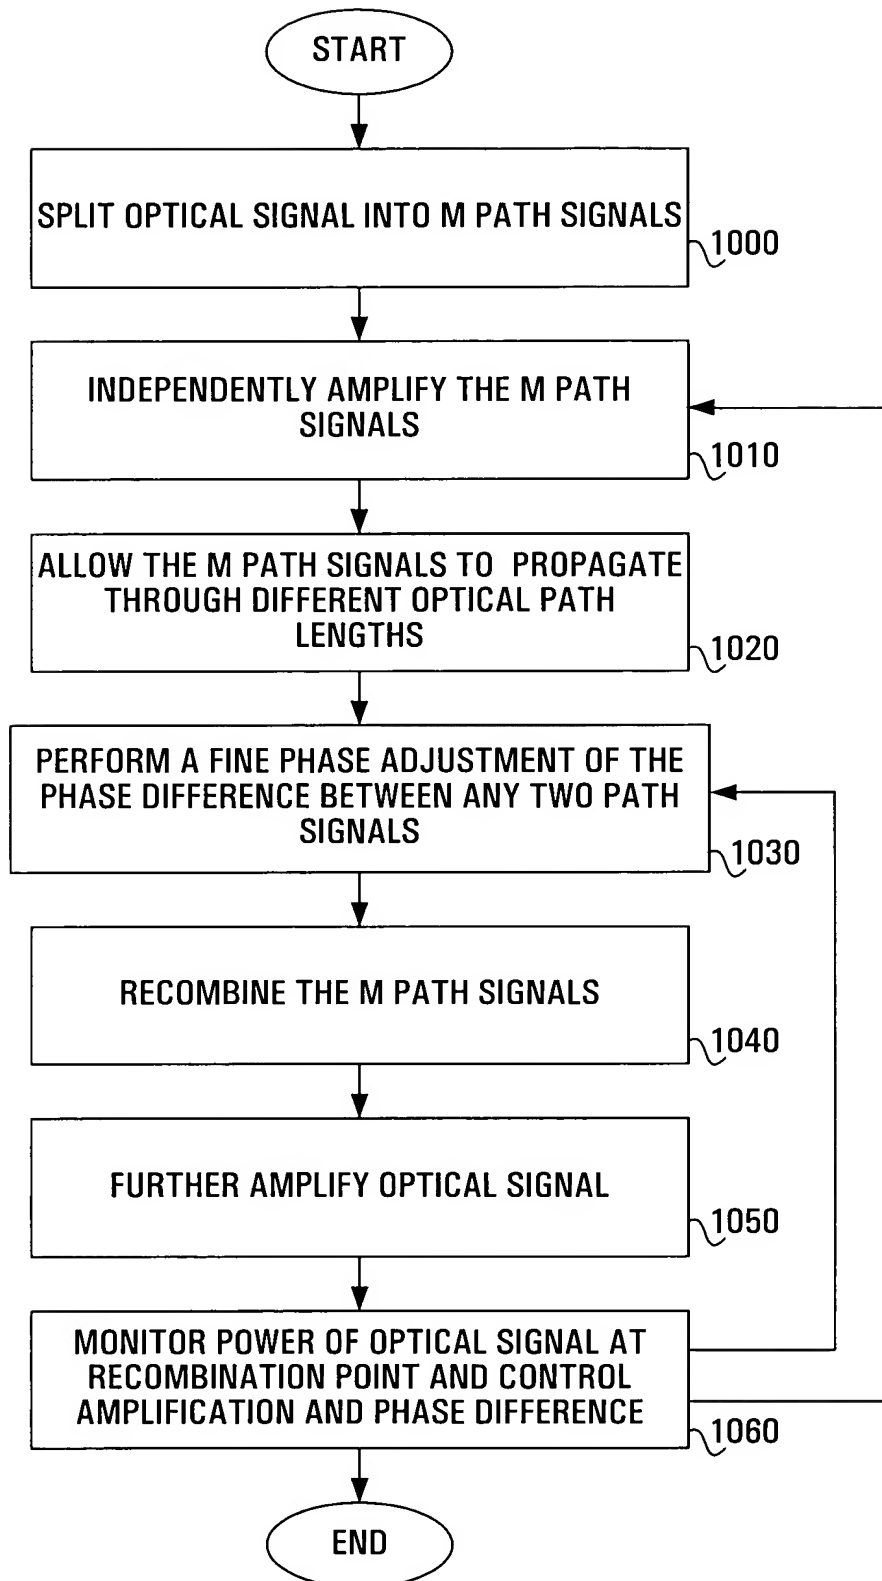 START
SPLIT OPTICAL SIGNAL INTO M PATH SIGNALS
1000
INDEPENDENTLY AMPLIFY THE M PATH
SIGNALS
1010
ALLOW THE M PATH SIGNALS TO PROPAGATE
THROUGH DIFFERENT OPTICAL PATH
LENGTHS
1020
PERFORM A FINE PHASE ADJUSTMENT OF THE
PHASE DIFFERENCE BETWEEN ANY TWO PATH
SIGNALS
1030
RECOMBINE THE M PATH SIGNALS
1040
FURTHER AMPLIFY OPTICAL SIGNAL
1050
MONITOR POWER OF OPTICAL SIGNAL AT
RECOMBINATION POINT AND CONTROL
AMPLIFICATION AND PHASE DIFFERENCE
1060
END